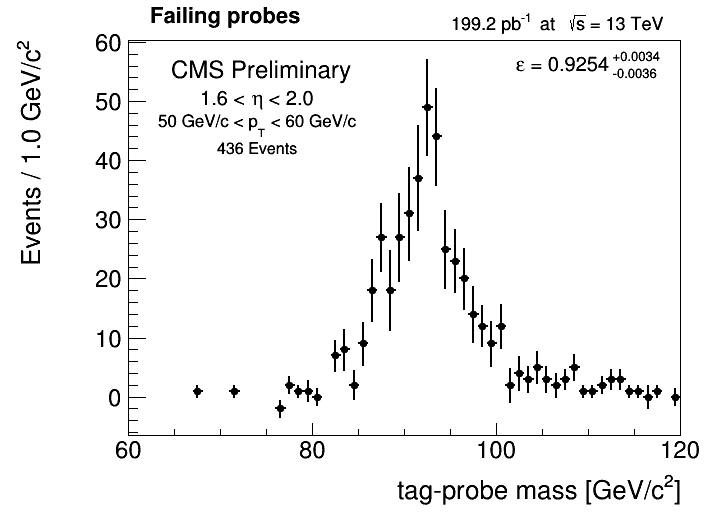 Failing probes
199.2 pb⁻¹ at √s = 13 TeV
CMS Preliminary
1.6 < η < 2.0
50 GeV/c < p_T < 60 GeV/c
436 Events
ε = 0.9254 +0.0034 -0.0036
Events / 1.0 GeV/c²
60
50
40
30
20
10
0
60 80 100 120
tag-probe mass [GeV/c²]